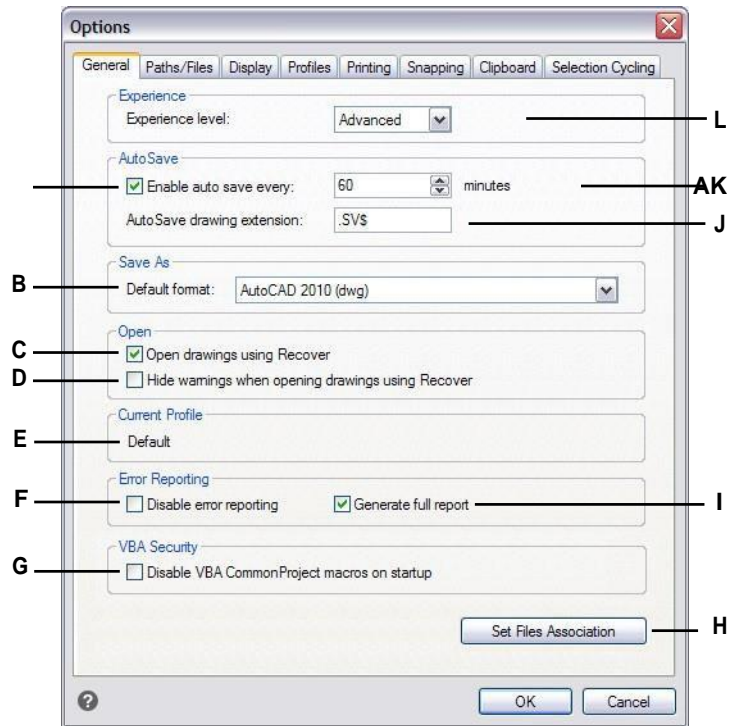 Options
General Paths/Files Display Profiles Printing Snapping Clipboard Selection Cycling
Experience
Experience level: Advanced L
AutoSave
Enable auto save every: 60 minutes AK
AutoSave drawing extension: .SV$ J
Save As
B Default format: AutoCAD 2010 (dwg)
Open
C Open drawings using Recover
D Hide warnings when opening drawings using Recover
Current Profile
E Default
Error Reporting
F Disable error reporting Generate full report I
VBA Security
G Disable VBA CommonProject macros on startup
Set Files Association H
? OK Cancel